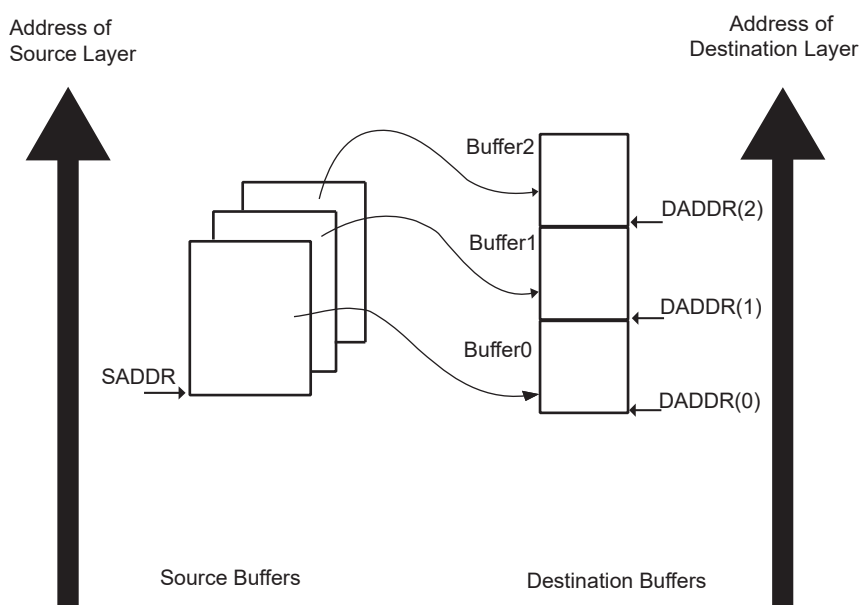 Address of
Source Layer
Address of
Destination Layer
Buffer2
DADDR(2)
Buffer1
DADDR(1)
Buffer0
SADDR
DADDR(0)
Source Buffers
Destination Buffers